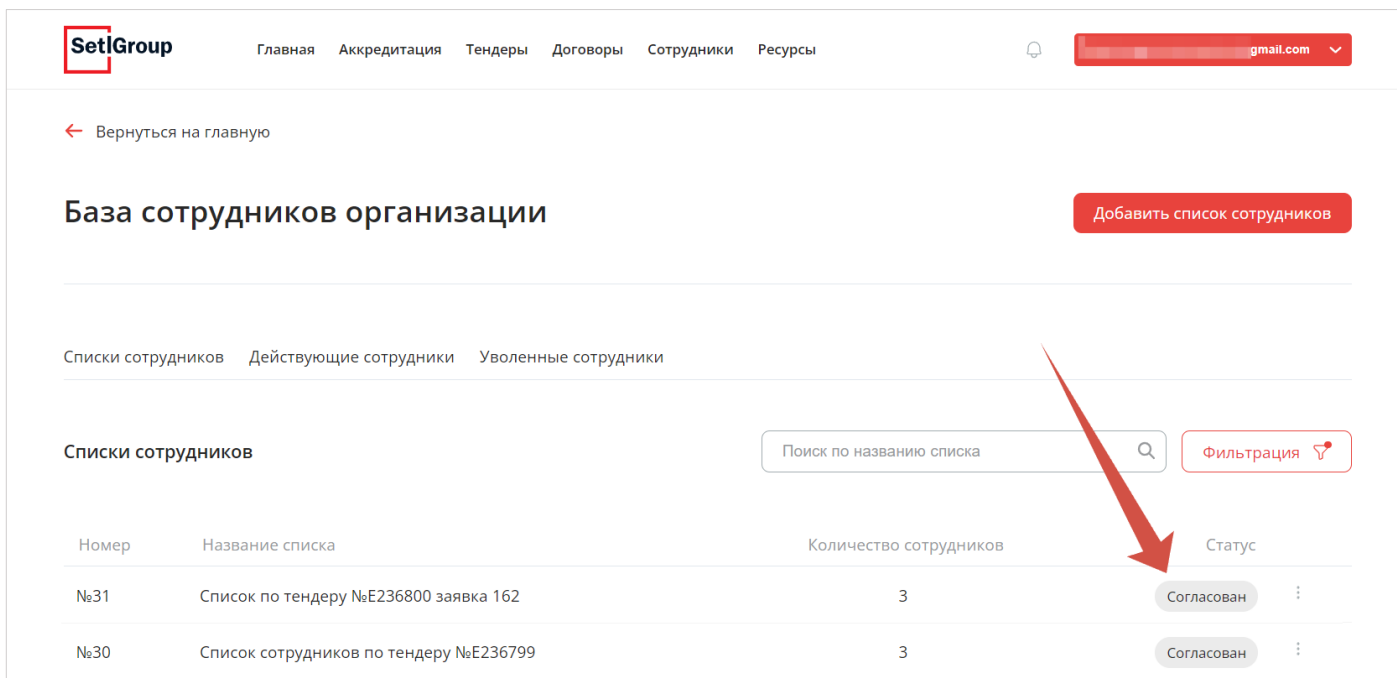 SetlGroup
Главная Аккредитация Тендеры Договоры Сотрудники Ресурсы
gmail.com
Вернуться на главную
База сотрудников организации
Добавить список сотрудников
Списки сотрудников Действующие сотрудники Уволенные сотрудники
Списки сотрудников
Поиск по названию списка
Фильтрация
Номер Название списка Количество сотрудников Статус
№31 Список по тендеру №Е236800 заявка 162 3 Согласован
№30 Список сотрудников по тендеру №Е236799 3 Согласован